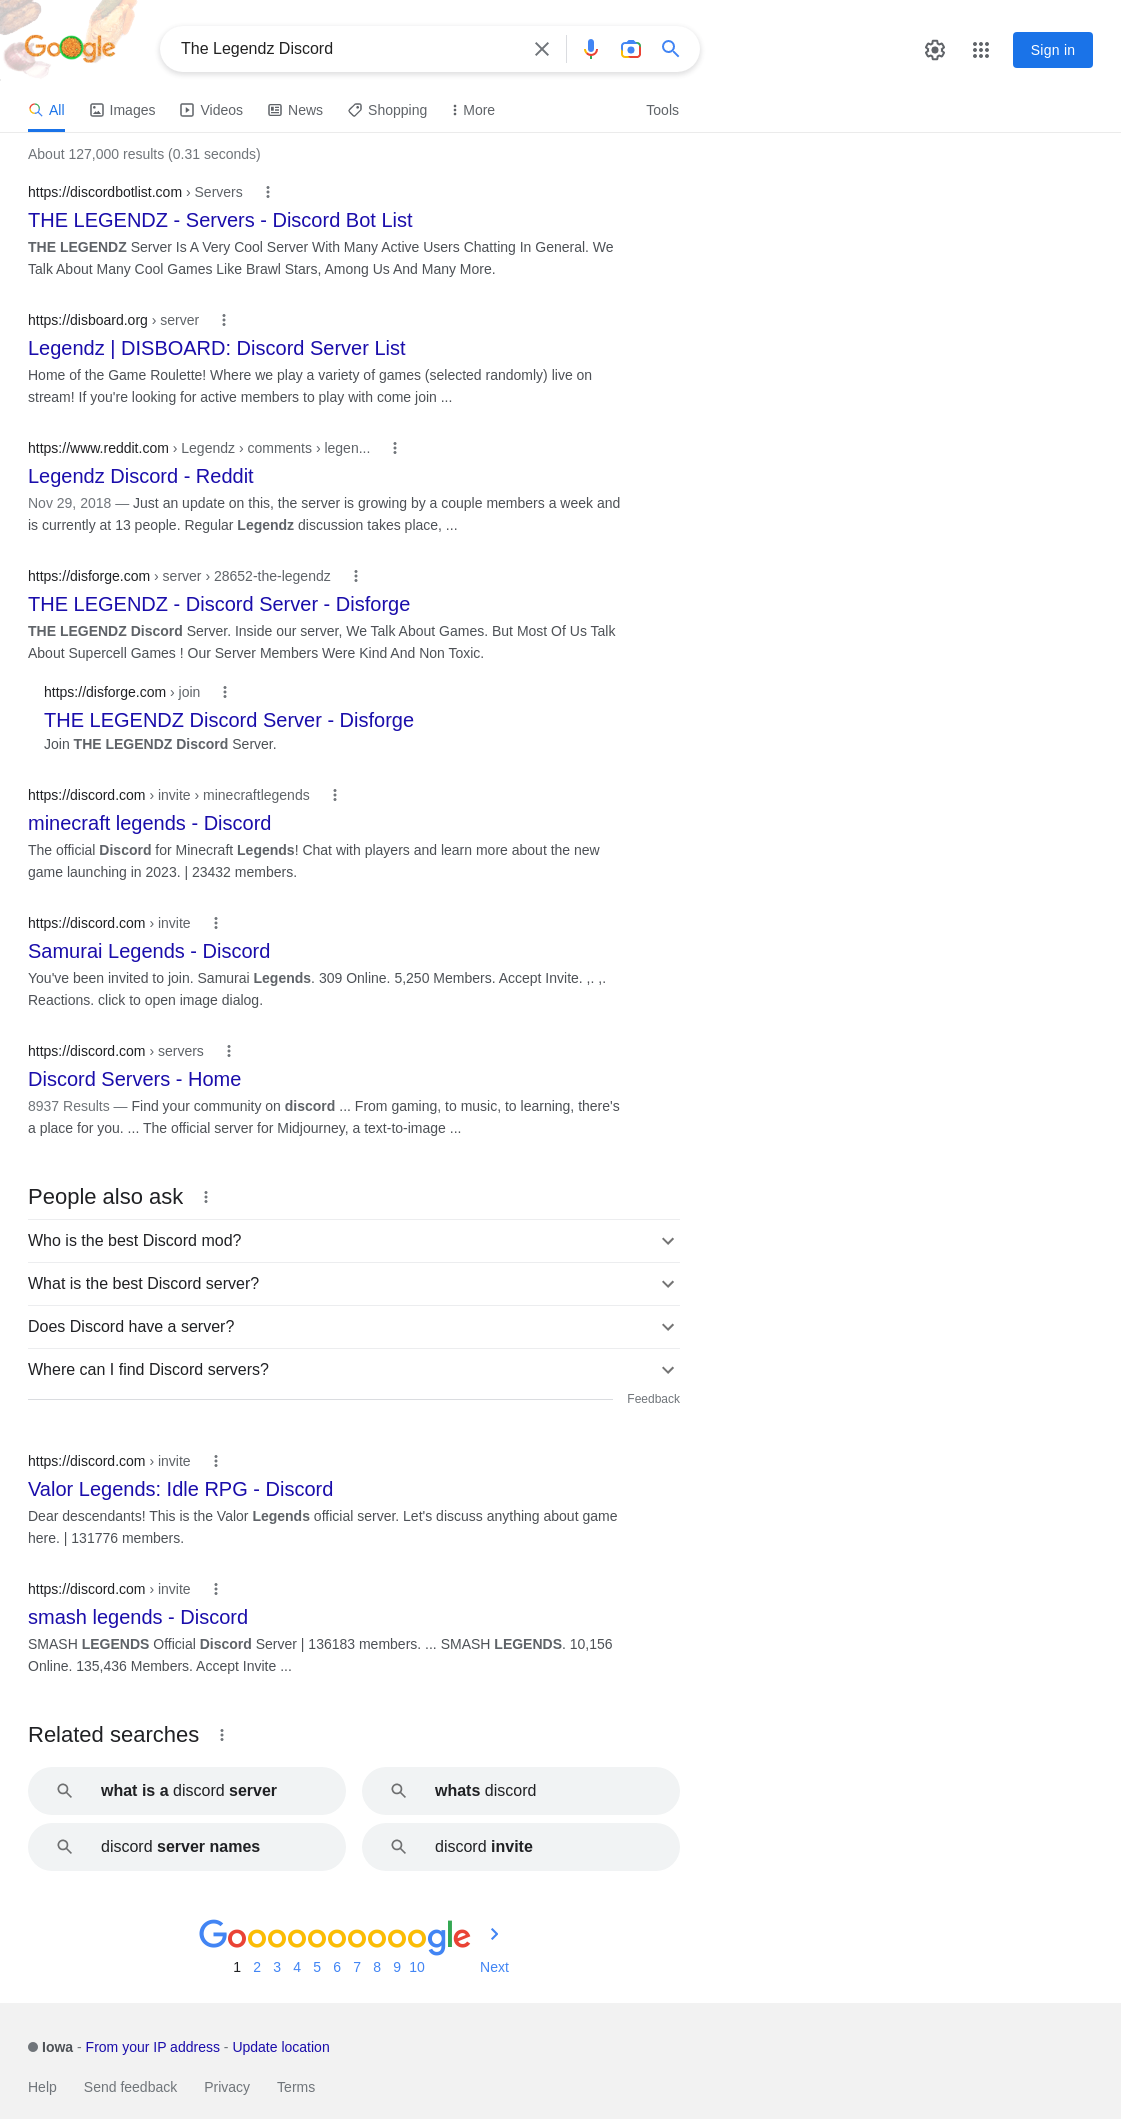 Google
The Legendz Discord
Sign in
All
Images
Videos
News
Shopping
More
Tools
About 127,000 results (0.31 seconds)
https://discordbotlist.com › Servers
THE LEGENDZ - Servers - Discord Bot List
THE LEGENDZ Server Is A Very Cool Server With Many Active Users Chatting In General. We
Talk About Many Cool Games Like Brawl Stars, Among Us And Many More.
https://disboard.org › server
Legendz | DISBOARD: Discord Server List
Home of the Game Roulette! Where we play a variety of games (selected randomly) live on
stream! If you're looking for active members to play with come join ...
https://www.reddit.com › Legendz › comments › legen...
Legendz Discord - Reddit
Nov 29, 2018 — Just an update on this, the server is growing by a couple members a week and
is currently at 13 people. Regular Legendz discussion takes place, ...
https://disforge.com › server › 28652-the-legendz
THE LEGENDZ - Discord Server - Disforge
THE LEGENDZ Discord Server. Inside our server, We Talk About Games. But Most Of Us Talk
About Supercell Games ! Our Server Members Were Kind And Non Toxic.
https://disforge.com › join
THE LEGENDZ Discord Server - Disforge
Join THE LEGENDZ Discord Server.
https://discord.com › invite › minecraftlegends
minecraft legends - Discord
The official Discord for Minecraft Legends! Chat with players and learn more about the new
game launching in 2023. | 23432 members.
https://discord.com › invite
Samurai Legends - Discord
You've been invited to join. Samurai Legends. 309 Online. 5,250 Members. Accept Invite. ,. ,.
Reactions. click to open image dialog.
https://discord.com › servers
Discord Servers - Home
8937 Results — Find your community on discord ... From gaming, to music, to learning, there's
a place for you. ... The official server for Midjourney, a text-to-image ...
People also ask
Who is the best Discord mod?
What is the best Discord server?
Does Discord have a server?
Where can I find Discord servers?
Feedback
https://discord.com › invite
Valor Legends: Idle RPG - Discord
Dear descendants! This is the Valor Legends official server. Let's discuss anything about game
here. | 131776 members.
https://discord.com › invite
smash legends - Discord
SMASH LEGENDS Official Discord Server | 136183 members. ... SMASH LEGENDS. 10,156
Online. 135,436 Members. Accept Invite ...
Related searches
what is a discord server
whats discord
discord server names
discord invite
Goooooooooogle
1 2 3 4 5 6 7 8 9 10 Next
Iowa - From your IP address - Update location
Help Send feedback Privacy Terms